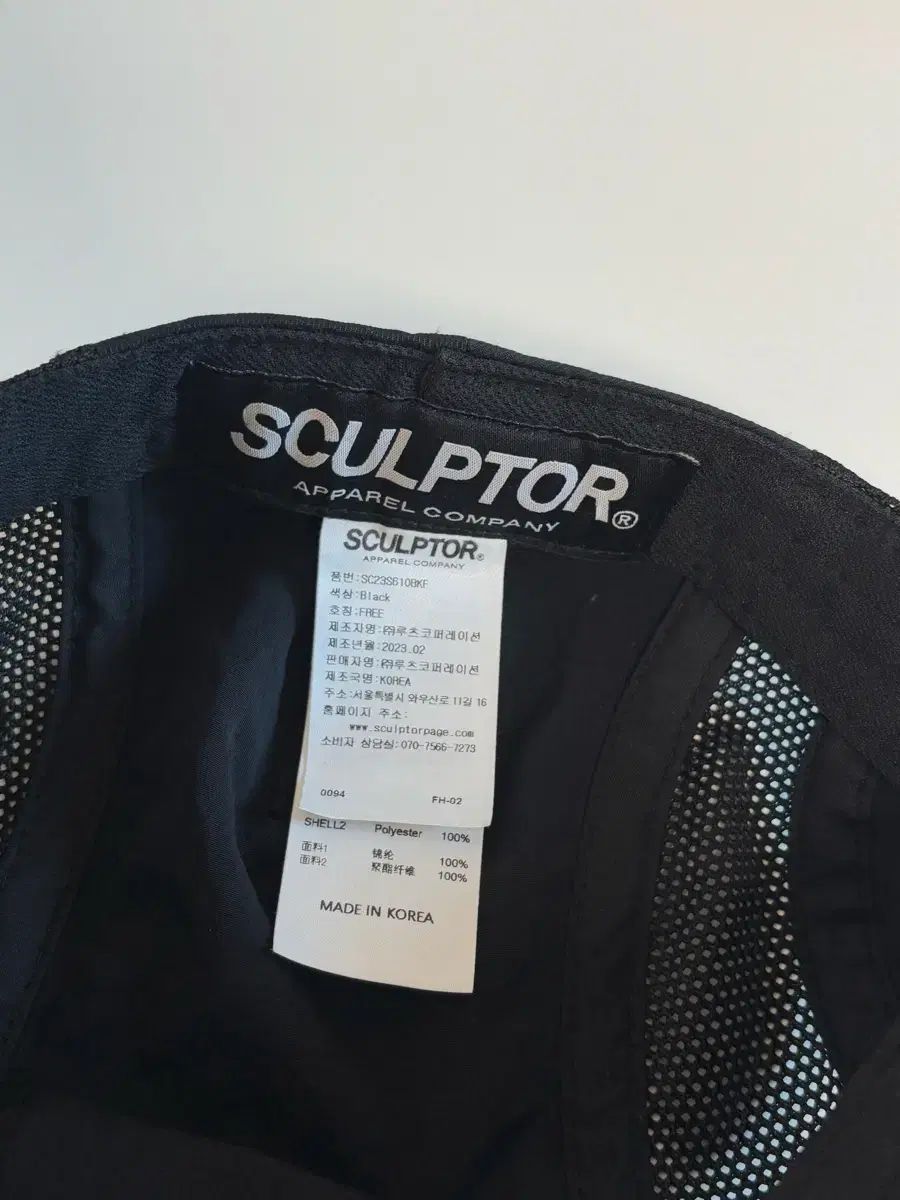 SCULPTOR®
APPAREL COMPANY
SCULPTOR®
APPAREL COMPANY
품번:SC23S610BKF
색상:Black
호칭:FREE
제조자명:㈜루츠코퍼레이션
제조년월:2023.02
판매자명:㈜루츠코퍼레이션
제조국명:KOREA
주소:서울특별시 와우산로 11길 16
홈페이지 주소:
www.sculptorpage.com
소비자 상담실:070-7566-7273
0094 FH-02
SHELL2 Polyester 100%
面料1 锦纶 100%
面料2 聚酯纤维 100%
MADE IN KOREA